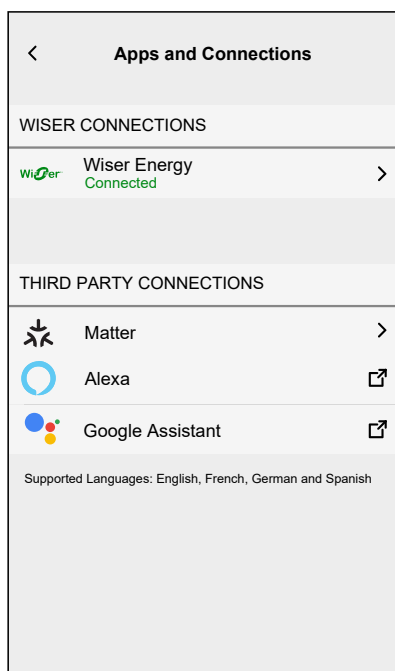 Apps and Connections
WISER CONNECTIONS
Wiser
Wiser Energy
Connected
THIRD PARTY CONNECTIONS
Matter
Alexa
Google Assistant
Supported Languages: English, French, German and Spanish